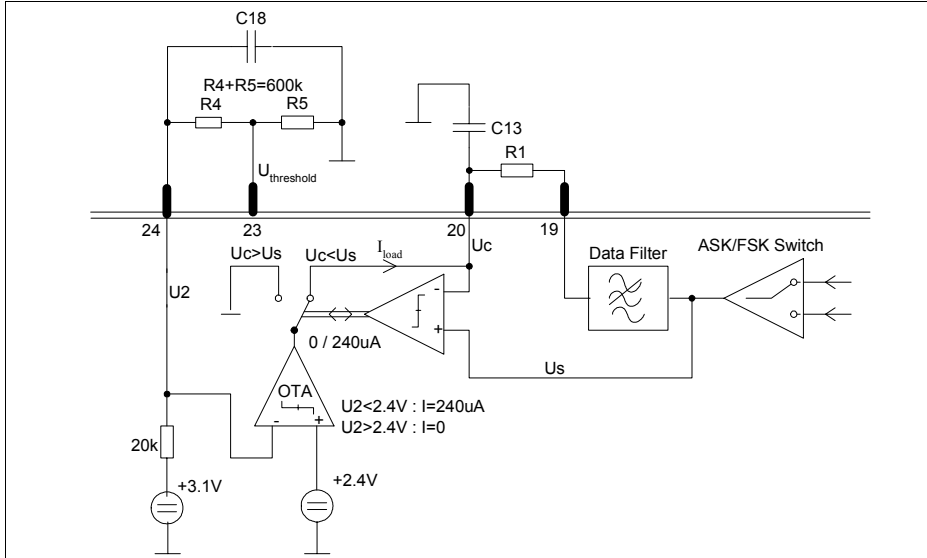 C18
R4+R5=600k
R4
R5
C13
R1
Uthreshold
24
23
20
19
Uc
Uc>Us
Uc<Us
Iload
Data Filter
ASK/FSK Switch
U2
-
+
0 / 240uA
Us
OTA
U2<2.4V : I=240uA
U2>2.4V : I=0
-
+
20k
+3.1V
+2.4V